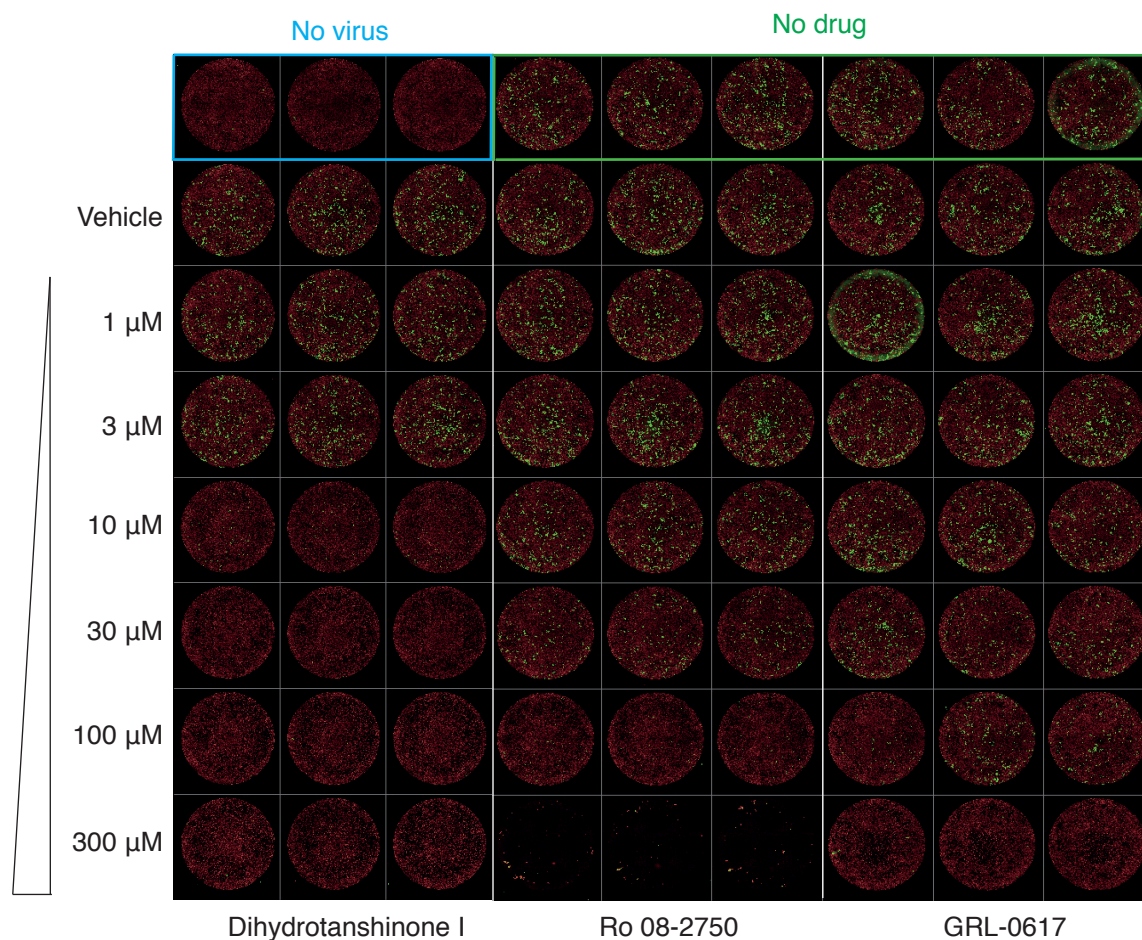 No virus
No drug
Vehicle
1 µM
3 µM
10 µM
30 µM
100 µM
300 µM
Dihydrotanshinone I
Ro 08-2750
GRL-0617